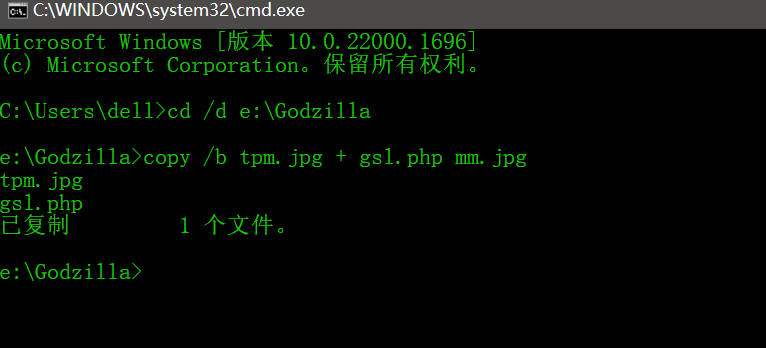 C:\WINDOWS\system32\cmd.exe
Microsoft Windows [版本 10.0.22000.1696]
(c) Microsoft Corporation。保留所有权利。
C:\Users\dell>cd /d e:\Godzilla
e:\Godzilla>copy /b tpm.jpg + gsl.php mm.jpg
tpm.jpg
gsl.php
已复制         1 个文件。
e:\Godzilla>